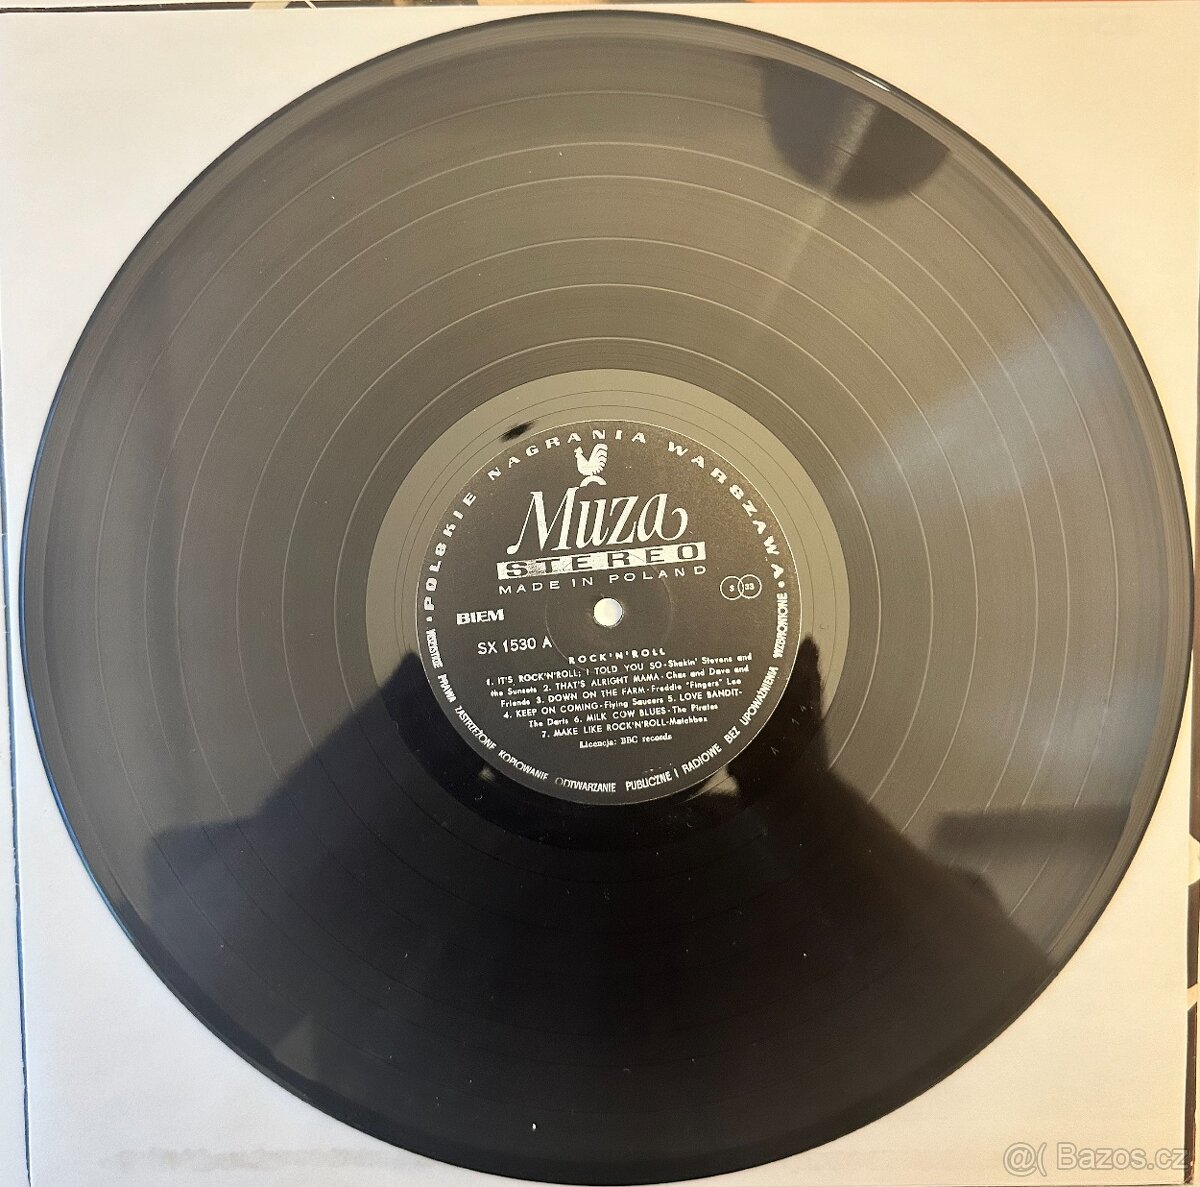 • POLSKIE NAGRANIA WARSZAWA •
Muza
STEREO
MADE IN POLAND
BIEM
S 33
SX 1530 A
ROCK'N'ROLL
1. IT'S ROCK'N'ROLL; I TOLD YOU SO-Shakin' Stevens and
the Sunsets 2. THAT'S ALRIGHT MAMA-Chas and Dave and
Friends 3. DOWN ON THE FARM-Freddie "Fingers" Lee
4. KEEP ON COMING-Flying Saucers 5. LOVE BANDIT-
The Darts 6. MILK COW BLUES-The Pirates
7. MAKE LIKE ROCK'N'ROLL-Matchbox
Licencja: BBC records
WSZELKIE PRAWA ZASTRZEŻONE KOPIOWANIE ODTWARZANIE PUBLICZNE I RADIOWE BEZ UPOWAŻNIENIA WZBRONIONE
@( Bazos.cz